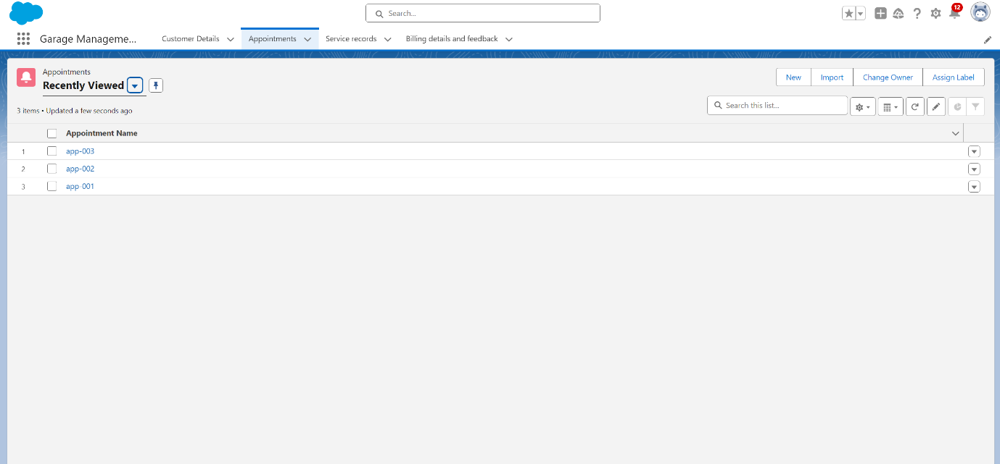 Search...
12
Garage Manageme...
Customer Details
Appointments
Service records
Billing details and feedback
Appointments
Recently Viewed
New
Import
Change Owner
Assign Label
3 items • Updated a few seconds ago
Search this list...
Appointment Name
1 app-003
2 app-002
3 app-001